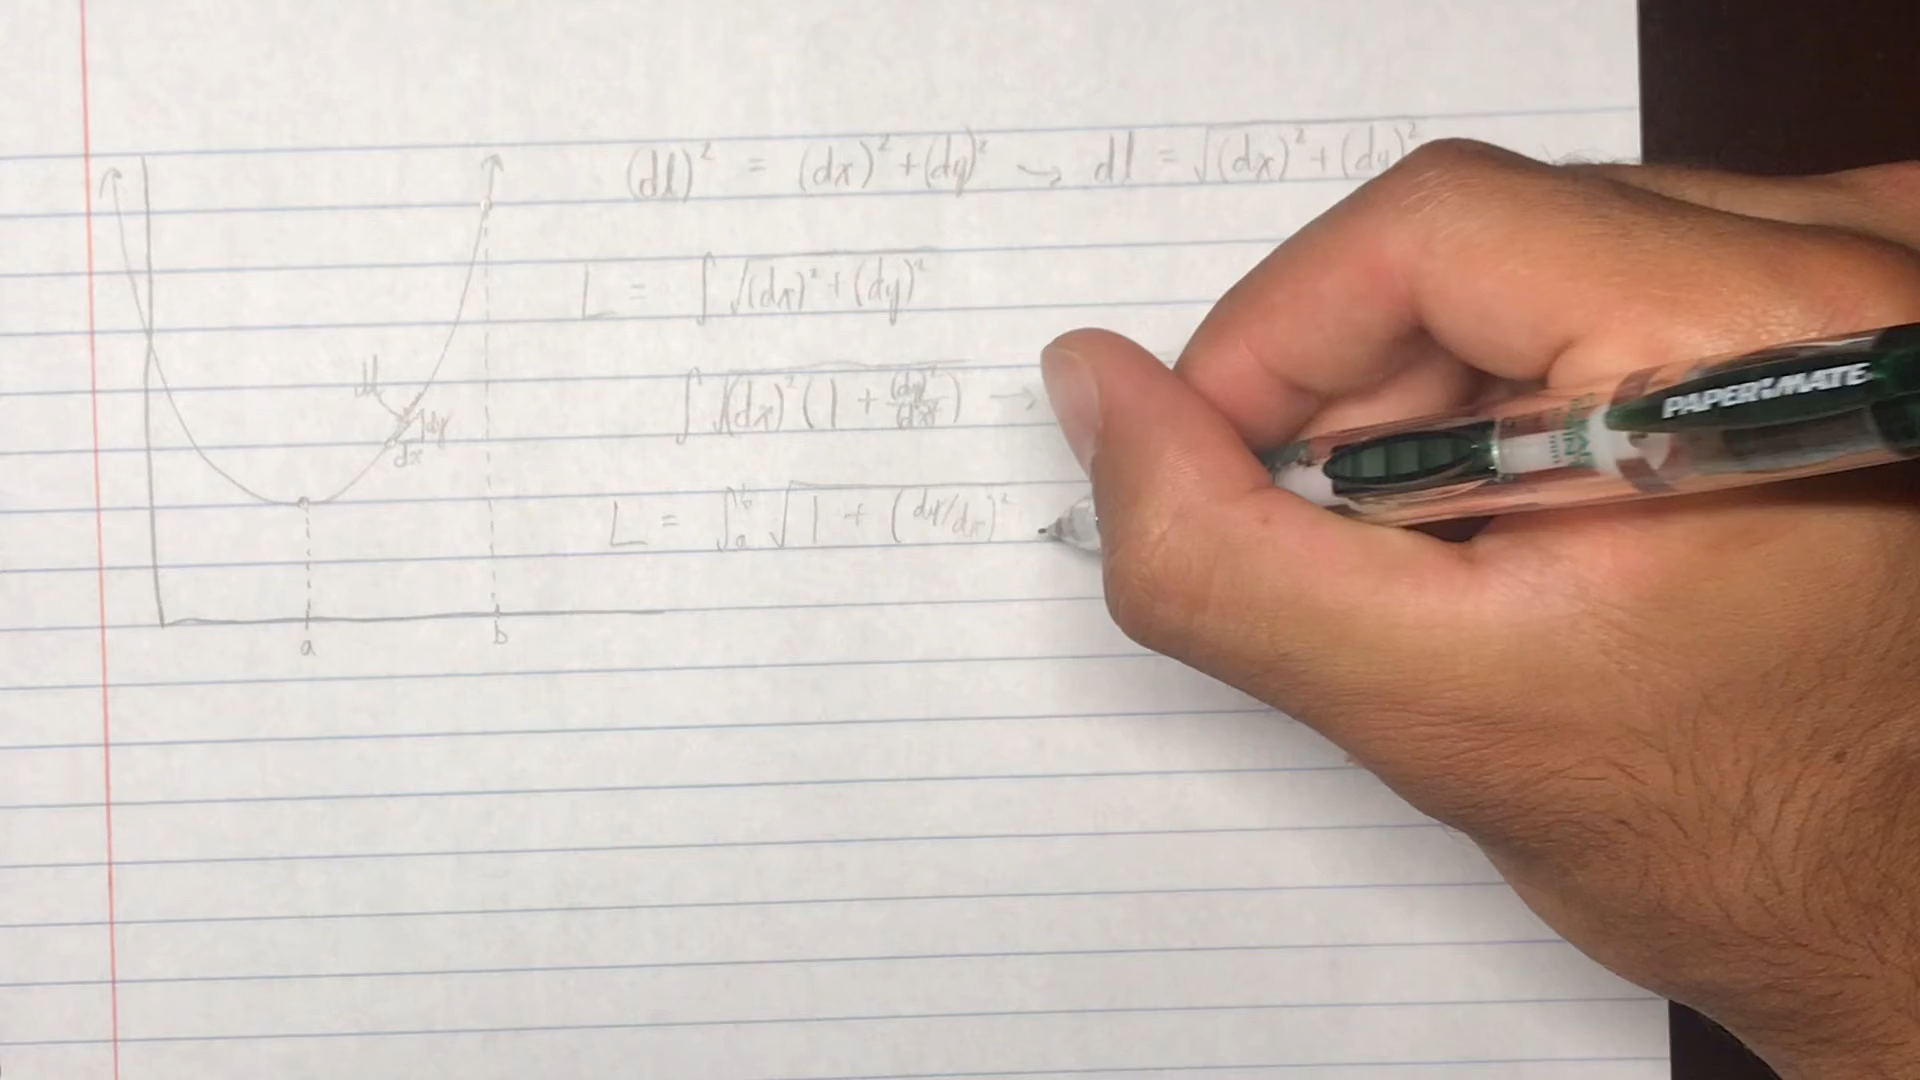 (dl)² = (dx)² + (dy)² → dl = √(dx)² + (dy)²
L = ∫ √(dx)² + (dy)²
∫ √(dx)² (1 + (dy)²/(dx)²) →
dl
dy
dx
L = ∫ₐᵇ √1 + (dy/dx)²
a b
PAPER MATE